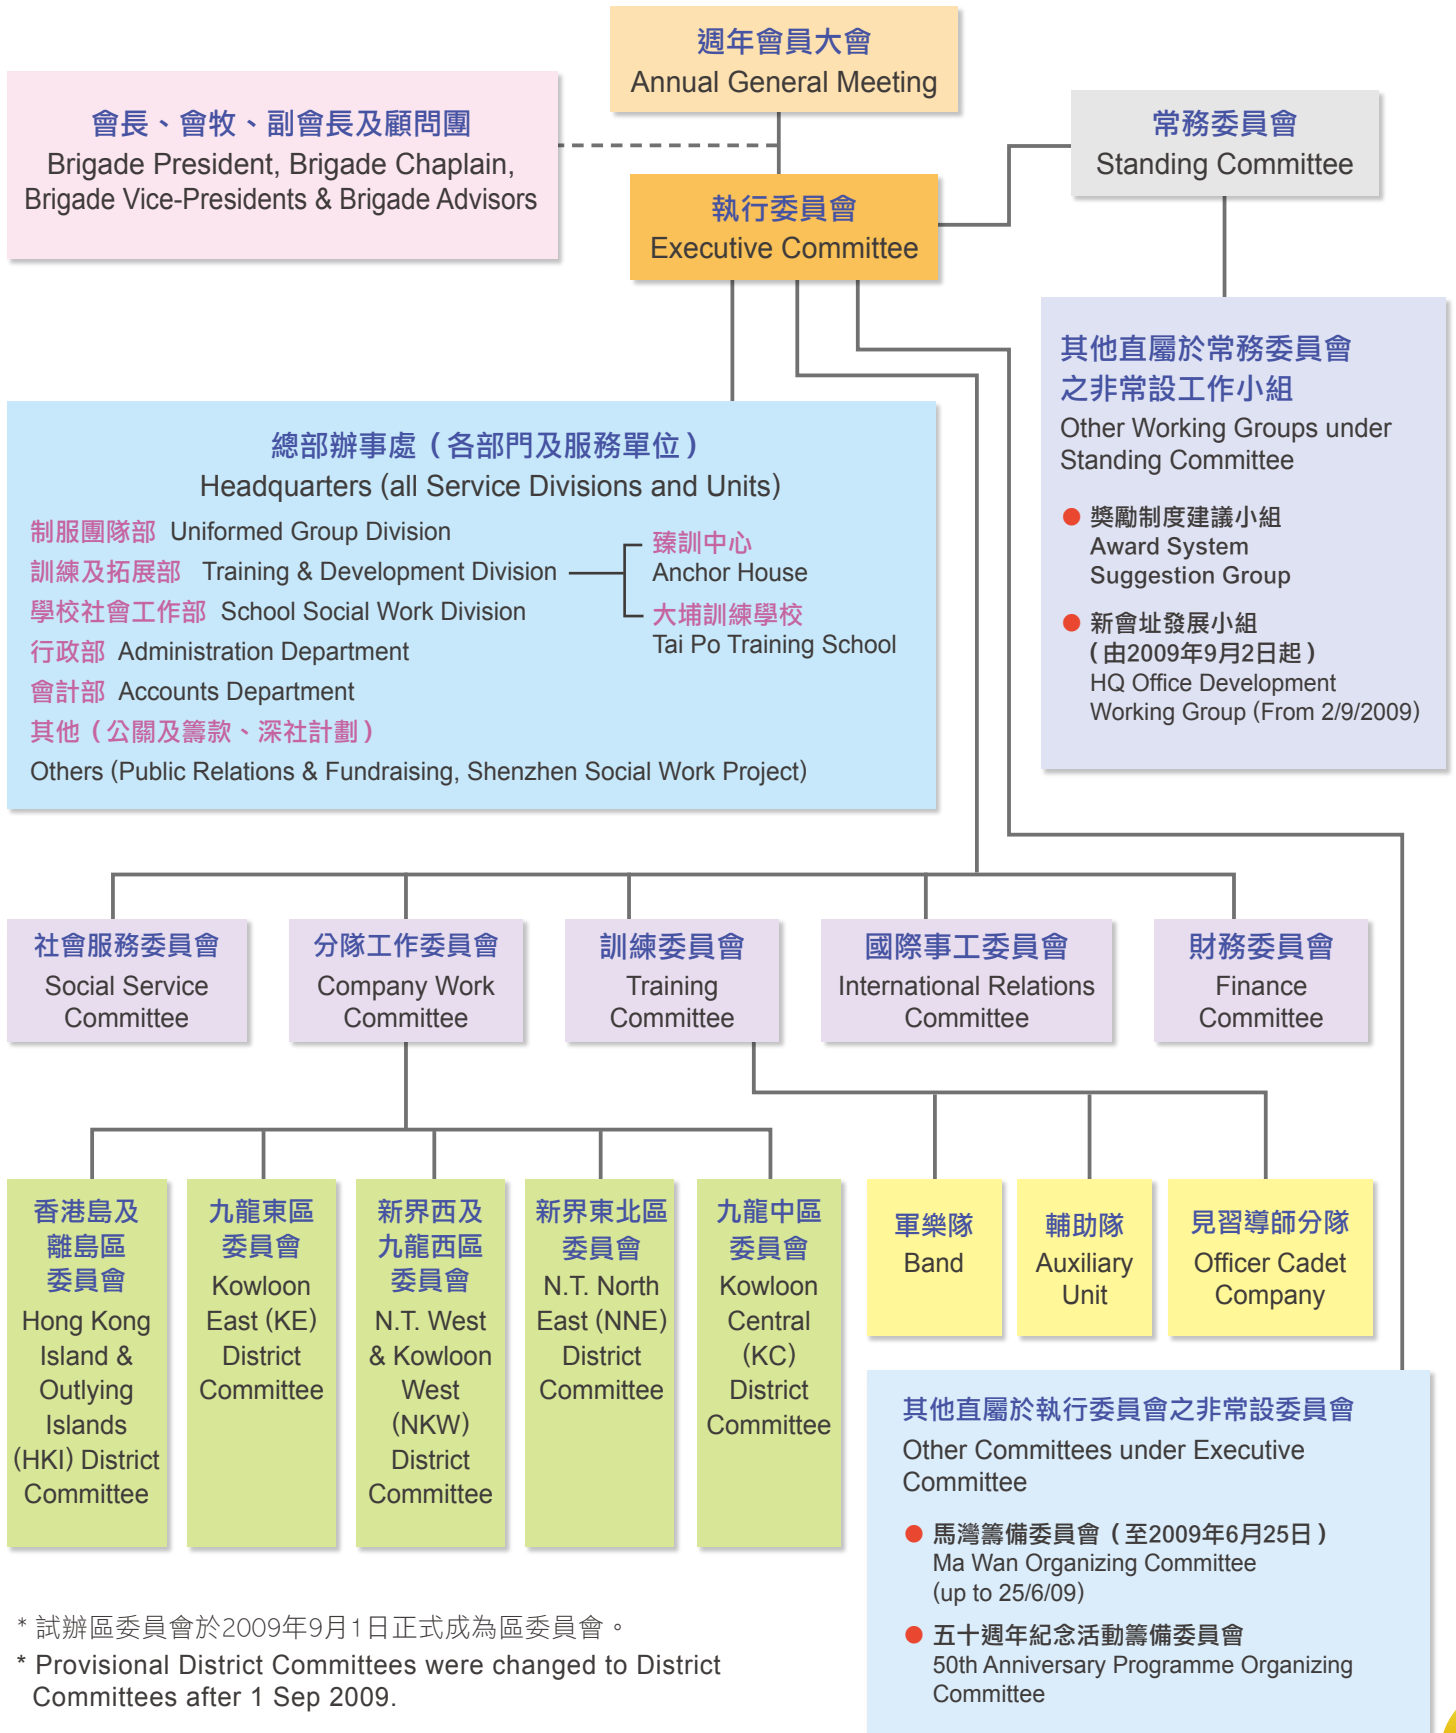 週年會員大會
Annual General Meeting
會長、會牧、副會長及顧問團
Brigade President, Brigade Chaplain,
Brigade Vice-Presidents & Brigade Advisors
常務委員會
Standing Committee
執行委員會
Executive Committee
其他直屬於常務委員會
之非常設工作小組
Other Working Groups under
Standing Committee
● 獎勵制度建議小組
Award System
Suggestion Group
● 新會址發展小組
(由2009年9月2日起)
HQ Office Development
Working Group (From 2/9/2009)
總部辦事處(各部門及服務單位)
Headquarters (all Service Divisions and Units)
制服團隊部 Uniformed Group Division
訓練及拓展部 Training & Development Division
學校社會工作部 School Social Work Division
行政部 Administration Department
會計部 Accounts Department
其他(公關及籌款、深社計劃)
Others (Public Relations & Fundraising, Shenzhen Social Work Project)
臻訓中心
Anchor House
大埔訓練學校
Tai Po Training School
社會服務委員會
Social Service
Committee
分隊工作委員會
Company Work
Committee
訓練委員會
Training
Committee
國際事工委員會
International Relations
Committee
財務委員會
Finance
Committee
香港島及
離島區
委員會
Hong Kong
Island &
Outlying
Islands
(HKI) District
Committee
九龍東區
委員會
Kowloon
East (KE)
District
Committee
新界西及
九龍西區
委員會
N.T. West
& Kowloon
West
(NKW)
District
Committee
新界東北區
委員會
N.T. North
East (NNE)
District
Committee
九龍中區
委員會
Kowloon
Central
(KC)
District
Committee
軍樂隊
Band
輔助隊
Auxiliary
Unit
見習導師分隊
Officer Cadet
Company
其他直屬於執行委員會之非常設委員會
Other Committees under Executive
Committee
● 馬灣籌備委員會(至2009年6月25日)
Ma Wan Organizing Committee
(up to 25/6/09)
● 五十週年紀念活動籌備委員會
50th Anniversary Programme Organizing
Committee
* 試辦區委員會於2009年9月1日正式成為區委員會。
* Provisional District Committees were changed to District
Committees after 1 Sep 2009.